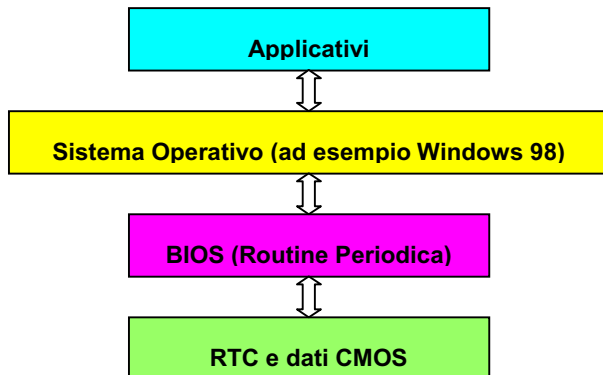 Applicativi
Sistema Operativo (ad esempio Windows 98)
BIOS (Routine Periodica)
RTC e dati CMOS